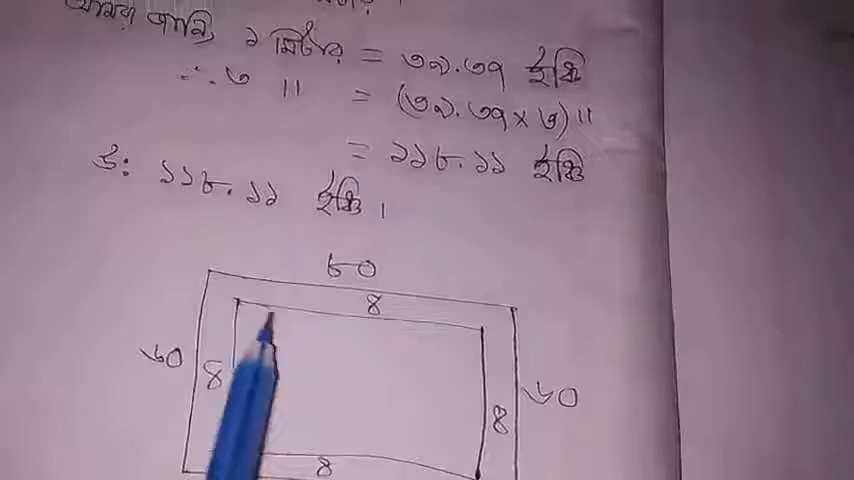 আমরা জানি, ১ মিটার = ৩৯.৩৭ ইঞ্চি
∴ ৩ " = (৩৯.৩৭ × ৩) "
= ১১৮.১১ ইঞ্চি
উ: ১১৮.১১ ইঞ্চি।
৮০
৪
৬০
৪
৬০
৪
৪